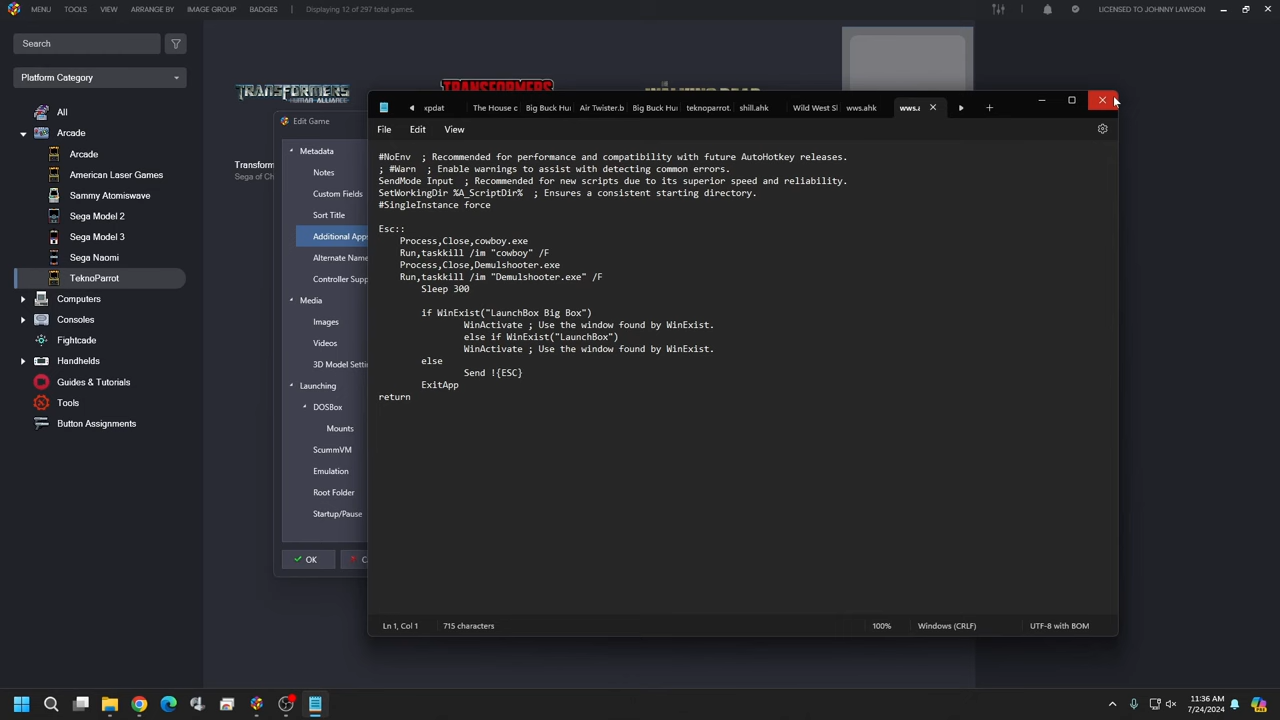 MENU TOOLS VIEW ARRANGE BY IMAGE GROUP BADGES Displaying 12 of 297 total games. LICENSED TO JOHNNY LAWSON
Search
Platform Category
All
Arcade
Arcade
American Laser Games
Sammy Atomiswave
Sega Model 2
Sega Model 3
Sega Naomi
TeknoParrot
Computers
Consoles
Fightcade
Handhelds
Guides & Tutorials
Tools
Button Assignments
TRANSFORMERS
HUMAN ALLIANCE
TRANSFORMERS
Transform
Sega of Ch
Edit Game
Metadata
Notes
Custom Fields
Sort Title
Additional Apps
Alternate Name
Controller Supp
Media
Images
Videos
3D Model Setti
Launching
DOSBox
Mounts
ScummVM
Emulation
Root Folder
Startup/Pause
OK
C
xpdat The House c Big Buck Hu Air Twister.b Big Buck Hu teknoparrot. shill.ahk Wild West Sl wws.ahk wws.a
File Edit View
#NoEnv ; Recommended for performance and compatibility with future AutoHotkey releases.
; #Warn ; Enable warnings to assist with detecting common errors.
SendMode Input ; Recommended for new scripts due to its superior speed and reliability.
SetWorkingDir %A_ScriptDir% ; Ensures a consistent starting directory.
#SingleInstance force
Esc::
Process,Close,cowboy.exe
Run,taskkill /im "cowboy" /F
Process,Close,Demulshooter.exe
Run,taskkill /im "Demulshooter.exe" /F
Sleep 300
if WinExist("LaunchBox Big Box")
WinActivate ; Use the window found by WinExist.
else if WinExist("LaunchBox")
WinActivate ; Use the window found by WinExist.
else
Send !{ESC}
ExitApp
return
Ln 1, Col 1 715 characters 100% Windows (CRLF) UTF-8 with BOM
11:36 AM
7/24/2024